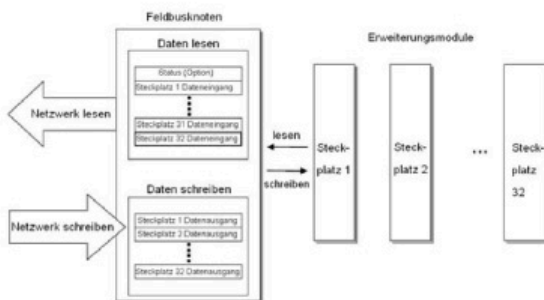 Feldbusknoten
Daten lesen
Status (Option)
Steckplatz 1 Dateneingang
Steckplatz 31 Dateneingang
Steckplatz 32 Dateneingang
Netzwerk lesen
Daten schreiben
Steckplatz 1 Datenausgang
Steckplatz 2 Datenausgang
Steckplatz 32 Datenausgang
Netzwerk schreiben
lesen
schreiben
Erweiterungsmodule
Steck-
platz 1
Steck-
platz 2
...
Steck-
platz
32